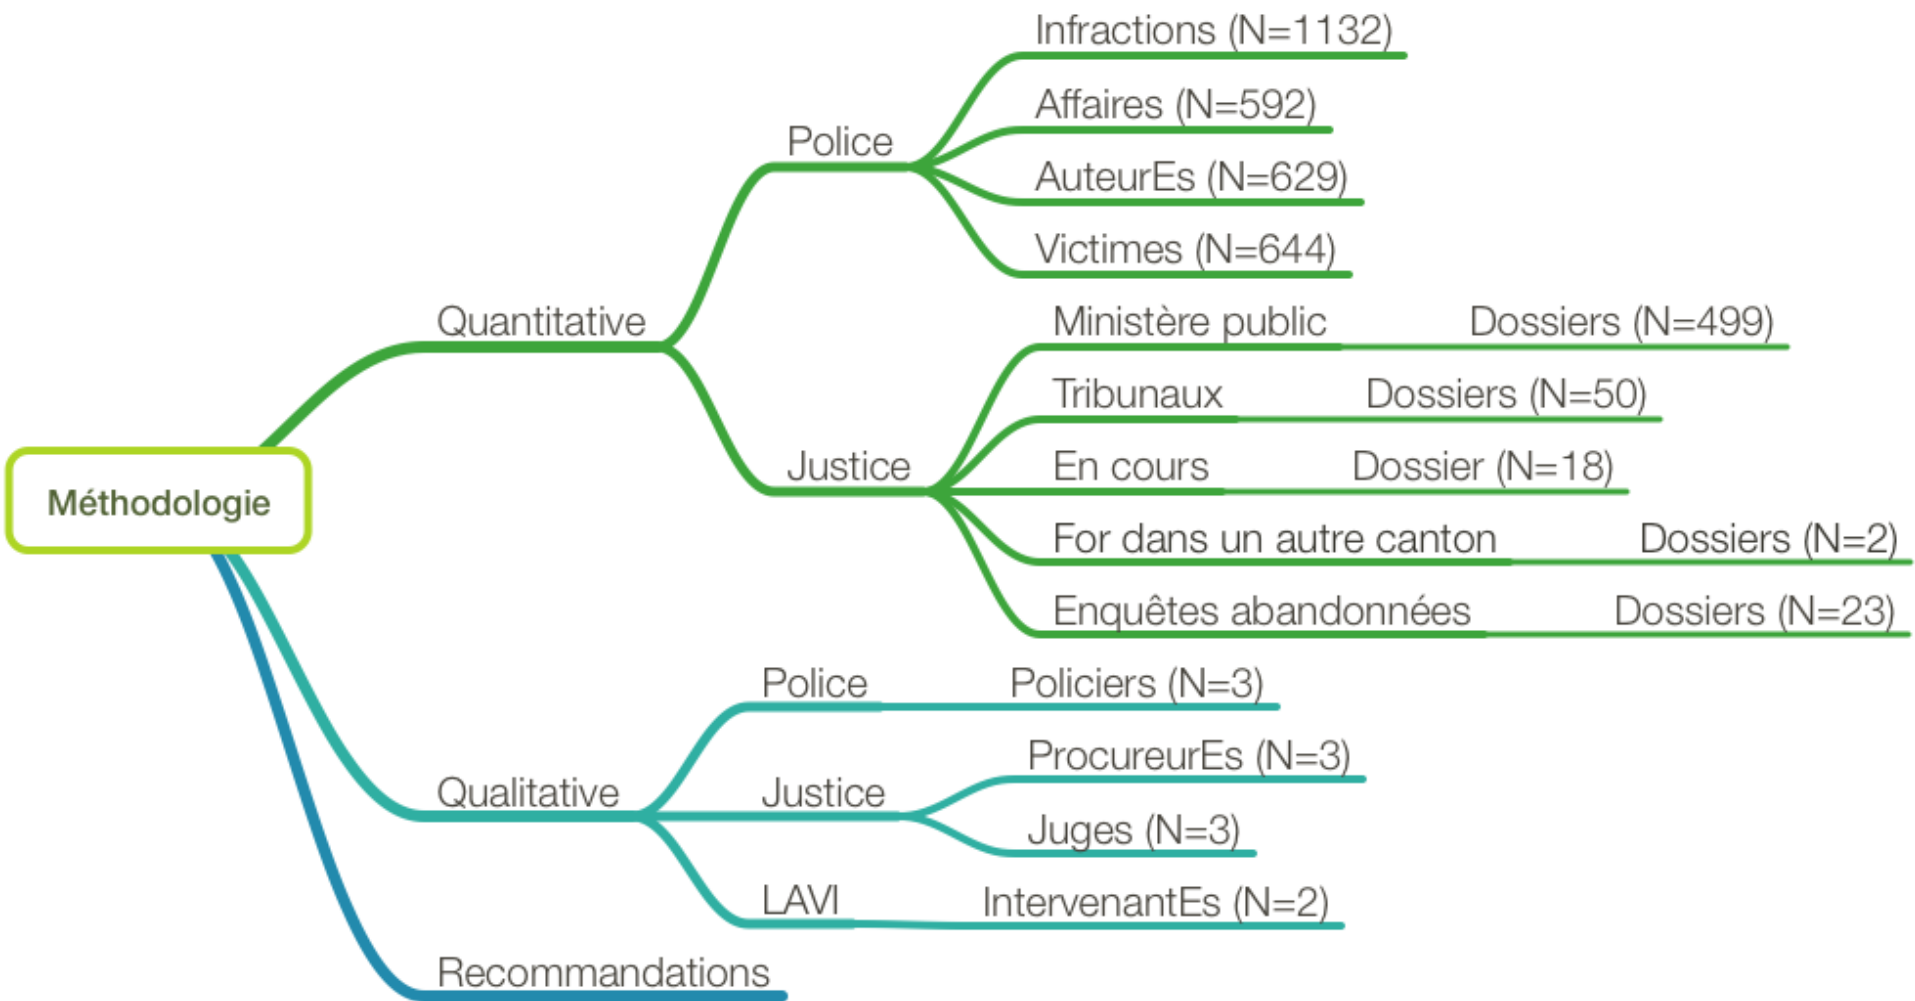 Méthodologie
Quantitative
Police
Infractions (N=1132)
Affaires (N=592)
AuteurEs (N=629)
Victimes (N=644)
Justice
Ministère public Dossiers (N=499)
Tribunaux Dossiers (N=50)
En cours Dossier (N=18)
For dans un autre canton Dossiers (N=2)
Enquêtes abandonnées Dossiers (N=23)
Qualitative
Police Policiers (N=3)
Justice
ProcureurEs (N=3)
Juges (N=3)
LAVI IntervenantEs (N=2)
Recommandations